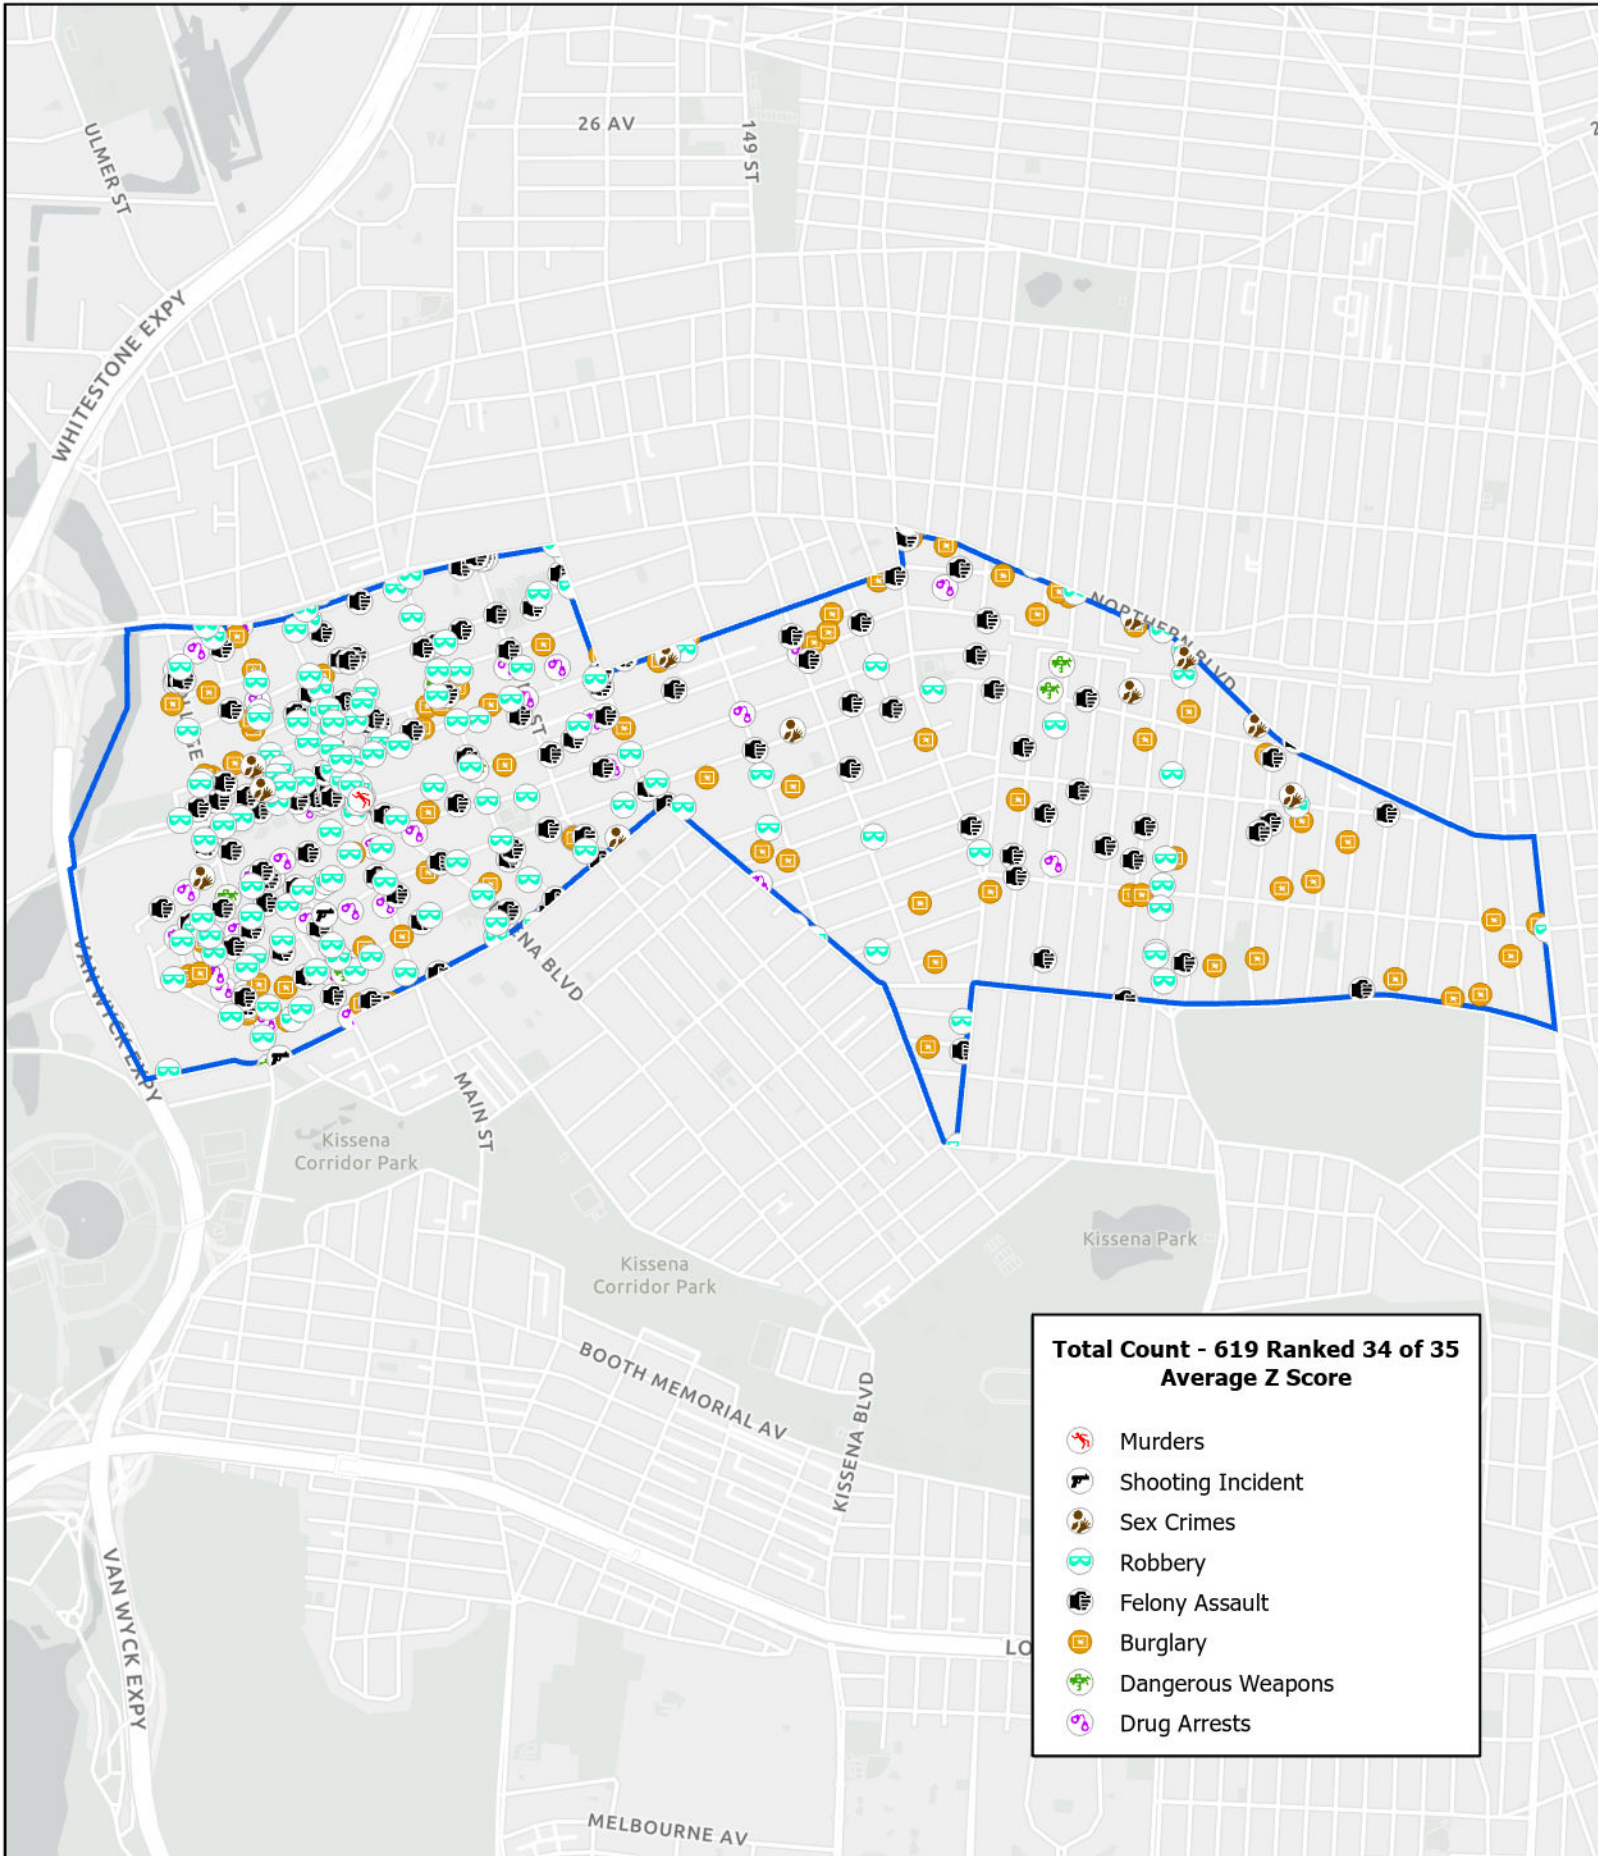 26 AV
149 ST
ULMER ST
WHITESTONE EXPY
NORTHERN BLVD
ST
NA BLVD
VAN WYCK EXPY
MAIN ST
Kissena
Corridor Park
Kissena Park
Kissena
Corridor Park
BOOTH MEMORIAL AV
KISSENA BLVD
VAN WYCK EXPY
LO
MELBOURNE AV
Total Count - 619 Ranked 34 of 35
Average Z Score
Murders
Shooting Incident
Sex Crimes
Robbery
Felony Assault
Burglary
Dangerous Weapons
Drug Arrests